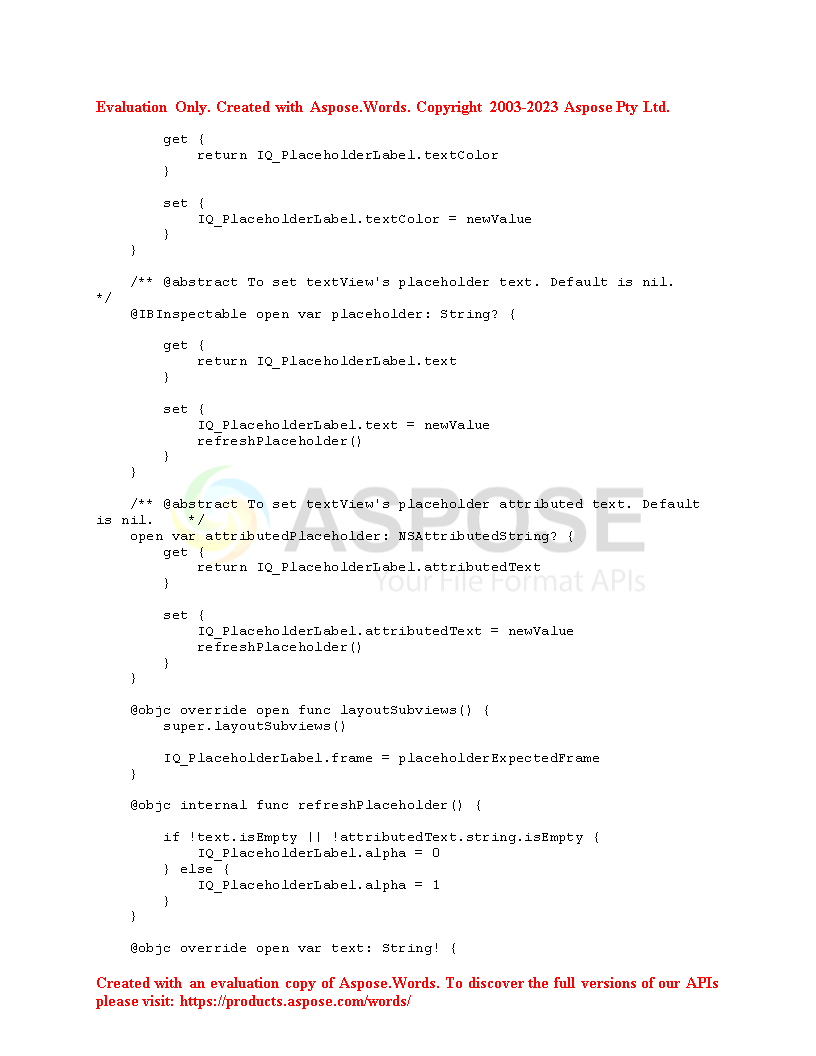 Evaluation Only. Created with Aspose.Words. Copyright 2003-2023 Aspose Pty Ltd.
        get {
            return IQ_PlaceholderLabel.textColor
        }

        set {
            IQ_PlaceholderLabel.textColor = newValue
        }
    }

    /** @abstract To set textView's placeholder text. Default is nil.
*/
    @IBInspectable open var placeholder: String? {

        get {
            return IQ_PlaceholderLabel.text
        }

        set {
            IQ_PlaceholderLabel.text = newValue
            refreshPlaceholder()
        }
    }

    /** @abstract To set textView's placeholder attributed text. Default
is nil.    */
    open var attributedPlaceholder: NSAttributedString? {
        get {
            return IQ_PlaceholderLabel.attributedText
        }

        set {
            IQ_PlaceholderLabel.attributedText = newValue
            refreshPlaceholder()
        }
    }

    @objc override open func layoutSubviews() {
        super.layoutSubviews()

        IQ_PlaceholderLabel.frame = placeholderExpectedFrame
    }

    @objc internal func refreshPlaceholder() {

        if !text.isEmpty || !attributedText.string.isEmpty {
            IQ_PlaceholderLabel.alpha = 0
        } else {
            IQ_PlaceholderLabel.alpha = 1
        }
    }

    @objc override open var text: String! {
ASPOSE
Your File Format APIs
Created with an evaluation copy of Aspose.Words. To discover the full versions of our APIs
please visit: https://products.aspose.com/words/